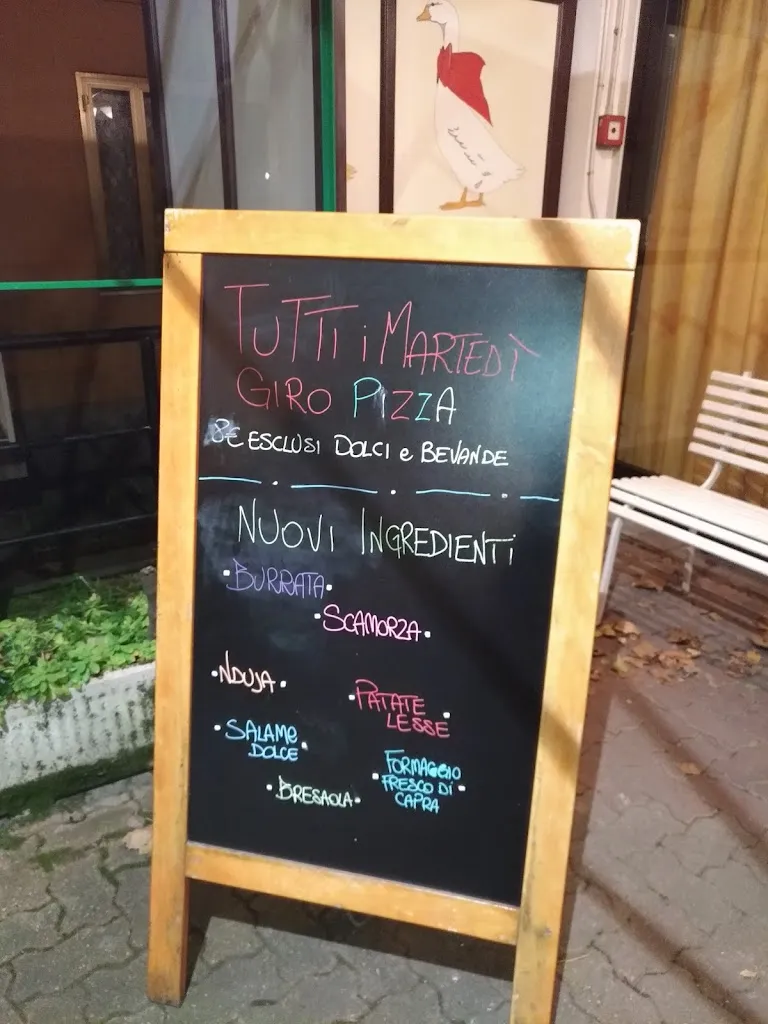 TUTTI i MARTEDÌ
GIRO PIZZA
8€ ESCLUSI DOLCI e BEVANDE
NUOVI INGREDIENTI
• BURRATA •
• SCAMORZA •
• NDUJA •
• PATATE
LESSE •
• SALAME
DOLCE •
• FORMAGGIO
FRESCO DI •
CAPRA
• BRESAOLA •